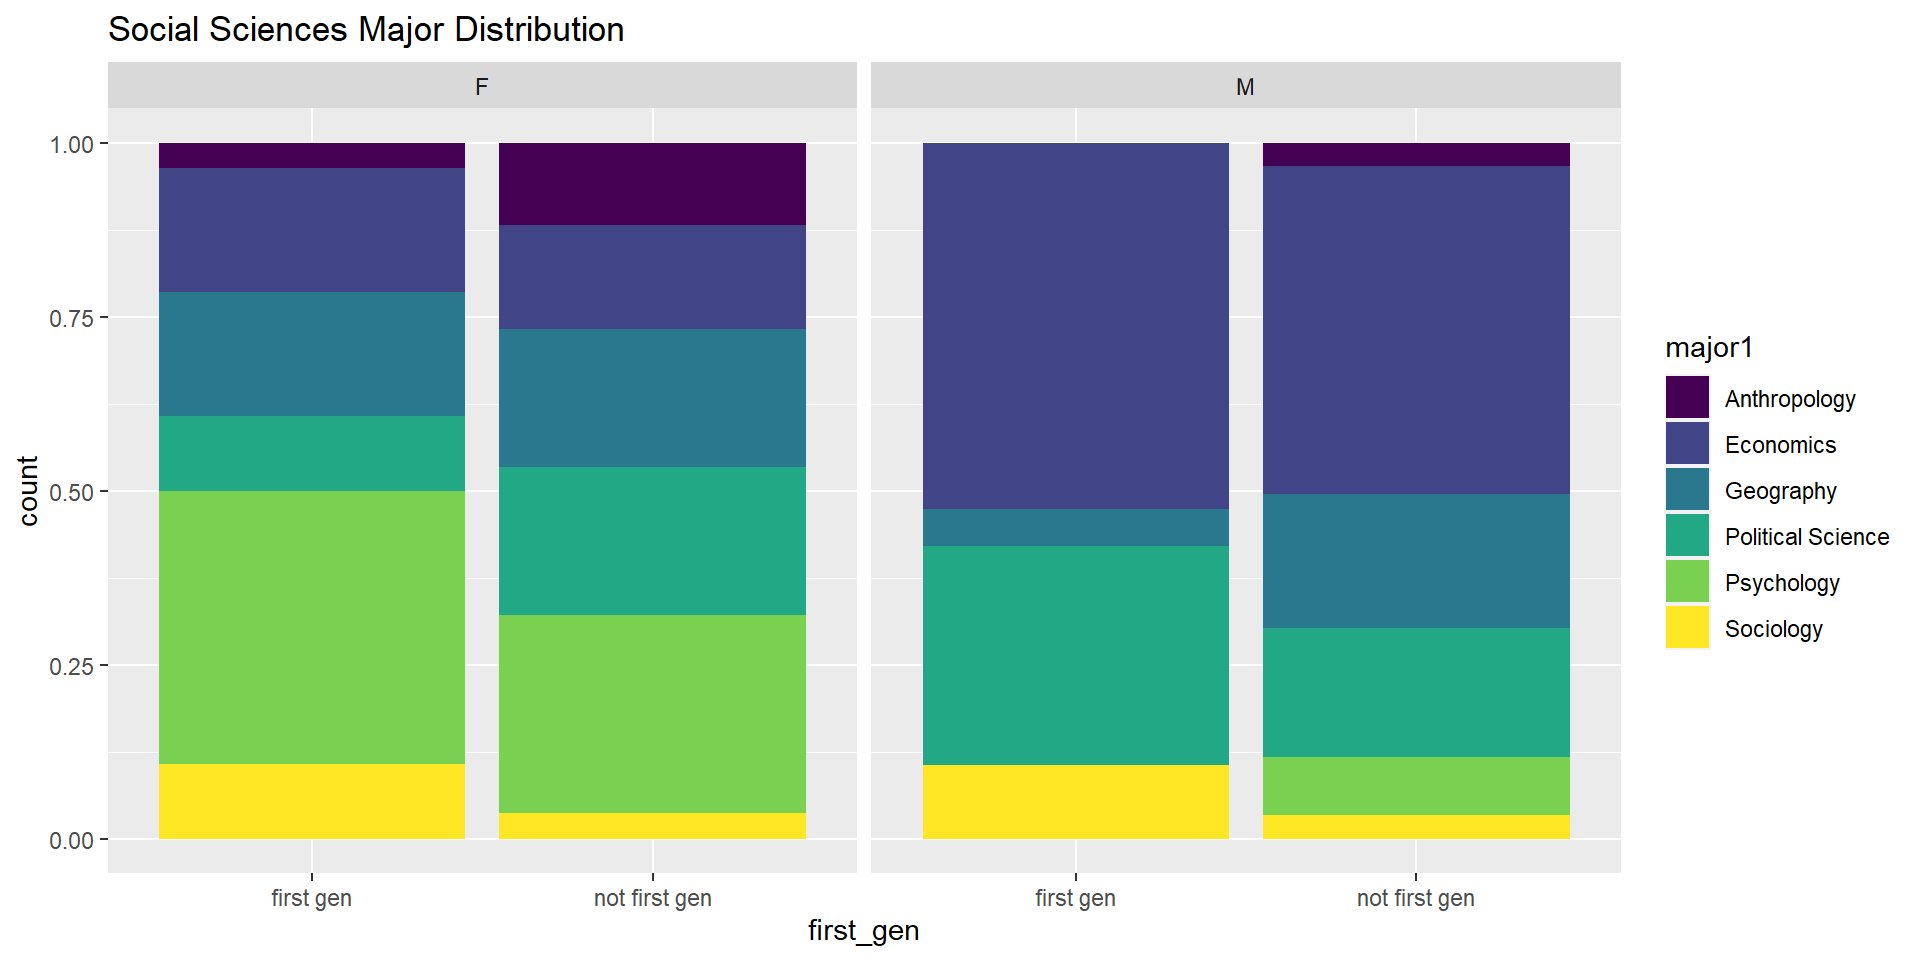 Social Sciences Major Distribution
F
M
1.00
0.75
0.50
0.25
0.00
count
first gen
not first gen
first gen
not first gen
first_gen
major1
Anthropology
Economics
Geography
Political Science
Psychology
Sociology